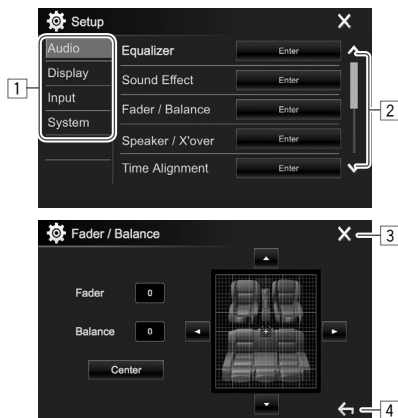 Setup
Audio
Display
Input
System
Equalizer Enter
Sound Effect Enter
Fader / Balance Enter
Speaker / X'over Enter
Time Alignment Enter
1
2
Fader / Balance
3
Fader 0
Balance 0
Center
4